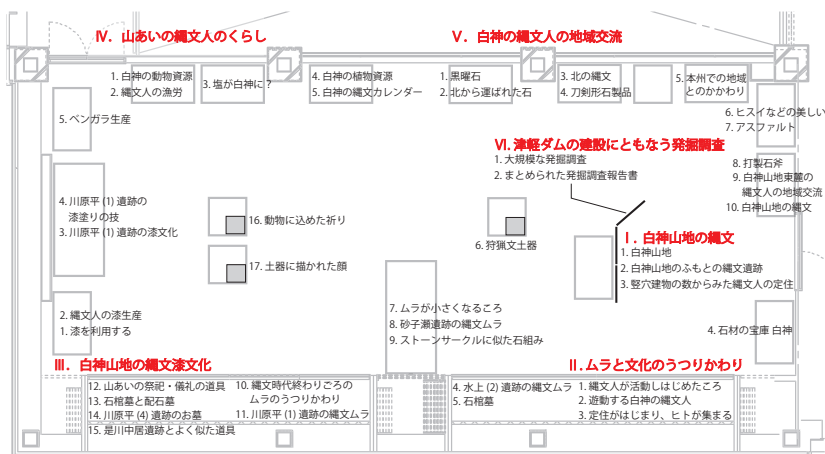 Ⅳ．山あいの縄文人のくらし
1. 白神の動物資源
2. 縄文人の漁労
3. 塩が白神に？
4. 白神の植物資源
5. 白神の縄文カレンダー
5. ベンガラ生産
Ⅴ．白神の縄文人の地域交流
1. 黒曜石
2. 北から運ばれた石
3. 北の縄文
4. 刀剣形石製品
5. 本州での地域
とのかかわり
6. ヒスイなどの美しい
7. アスファルト
8. 打製石斧
9. 白神山地東麓の
縄文人の地域交流
10. 白神山地の縄文
Ⅵ. 津軽ダムの建設にともなう発掘調査
1. 大規模な発掘調査
2. まとめられた発掘調査報告書
4. 川原平 (1) 遺跡の
漆塗りの技
3. 川原平 (1) 遺跡の漆文化
16. 動物に込めた祈り
17. 土器に描かれた顔
6. 狩猟文土器
Ⅰ．白神山地の縄文
1. 白神山地
2. 白神山地のふもとの縄文遺跡
3. 竪穴建物の数からみた縄文人の定住
4. 石材の宝庫 白神
2. 縄文人の漆生産
1. 漆を利用する
7. ムラが小さくなるころ
8. 砂子瀬遺跡の縄文ムラ
9. ストーンサークルに似た石組み
Ⅲ．白神山地の縄文漆文化
12. 山あいの祭祀・儀礼の道具
13. 石棺墓と配石墓
14. 川原平 (4) 遺跡のお墓
15. 是川中居遺跡とよく似た道具
10. 縄文時代終わりごろの
ムラのうつりかわり
11. 川原平 (1) 遺跡の縄文ムラ
Ⅱ．ムラと文化のうつりかわり
4. 水上 (2) 遺跡の縄文ムラ
5. 石棺墓
1. 縄文人が活動しはじめたころ
2. 遊動する白神の縄文人
3. 定住がはじまり、ヒトが集まる